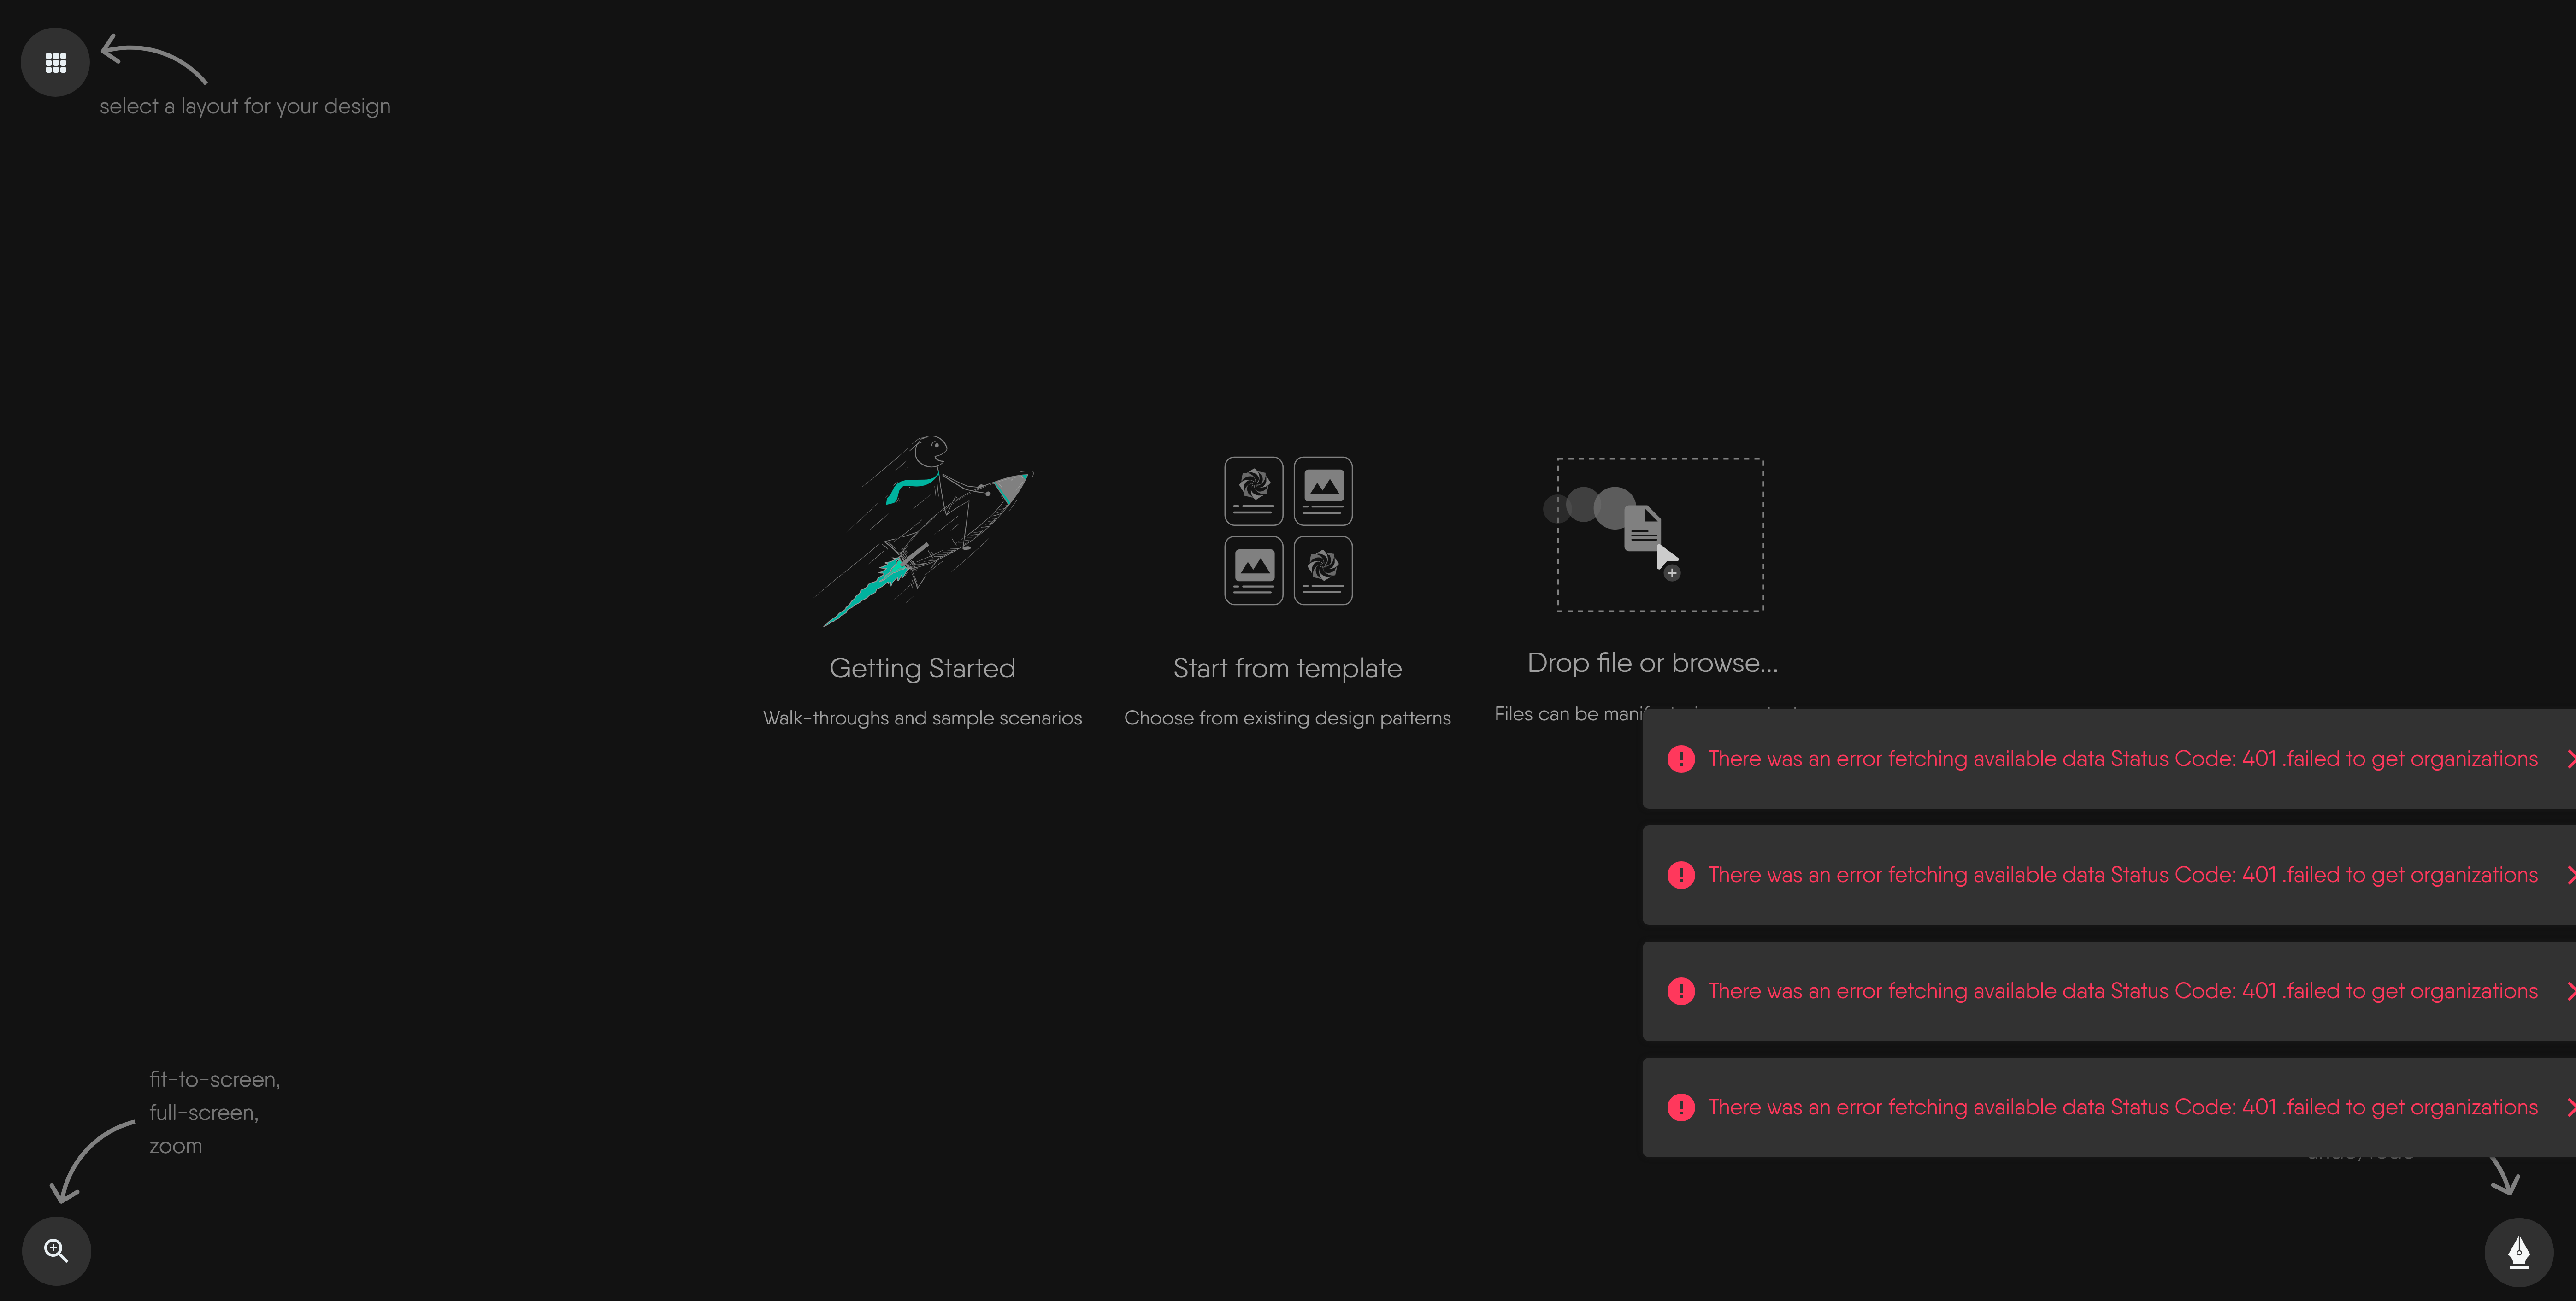 select a layout for your design
Getting Started
Start from template
Drop file or browse...
Walk-throughs and sample scenarios
Choose from existing design patterns
Files can be
There was an error fetching available data Status Code: 401 .failed to get organizations
There was an error fetching available data Status Code: 401 .failed to get organizations
There was an error fetching available data Status Code: 401 .failed to get organizations
There was an error fetching available data Status Code: 401 .failed to get organizations
fit-to-screen,
full-screen,
zoom